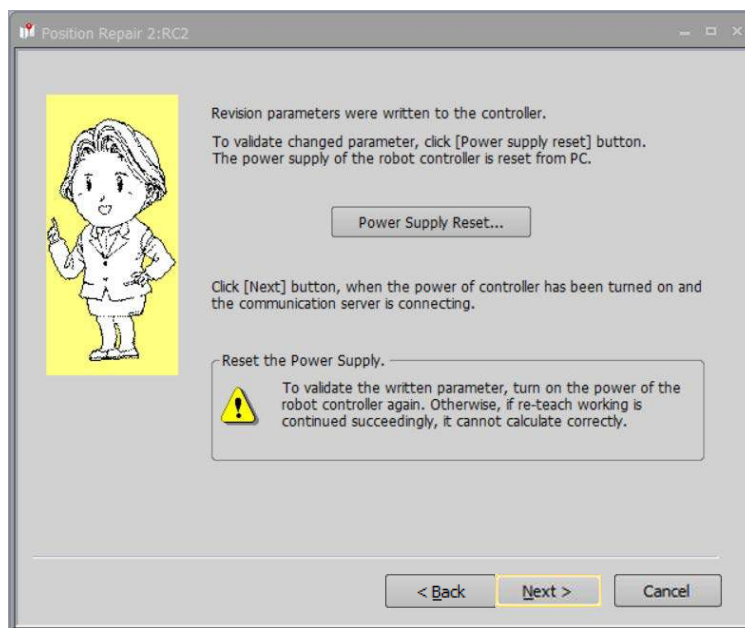 Position Repair 2:RC2
Revision parameters were written to the controller.
To validate changed parameter, click [Power supply reset] button.
The power supply of the robot controller is reset from PC.
Power Supply Reset...
Click [Next] button, when the power of controller has been turned on and
the communication server is connecting.
Reset the Power Supply.
To validate the written parameter, turn on the power of the
robot controller again. Otherwise, if re-teach working is
continued succeedingly, it cannot calculate correctly.
< Back
Next >
Cancel